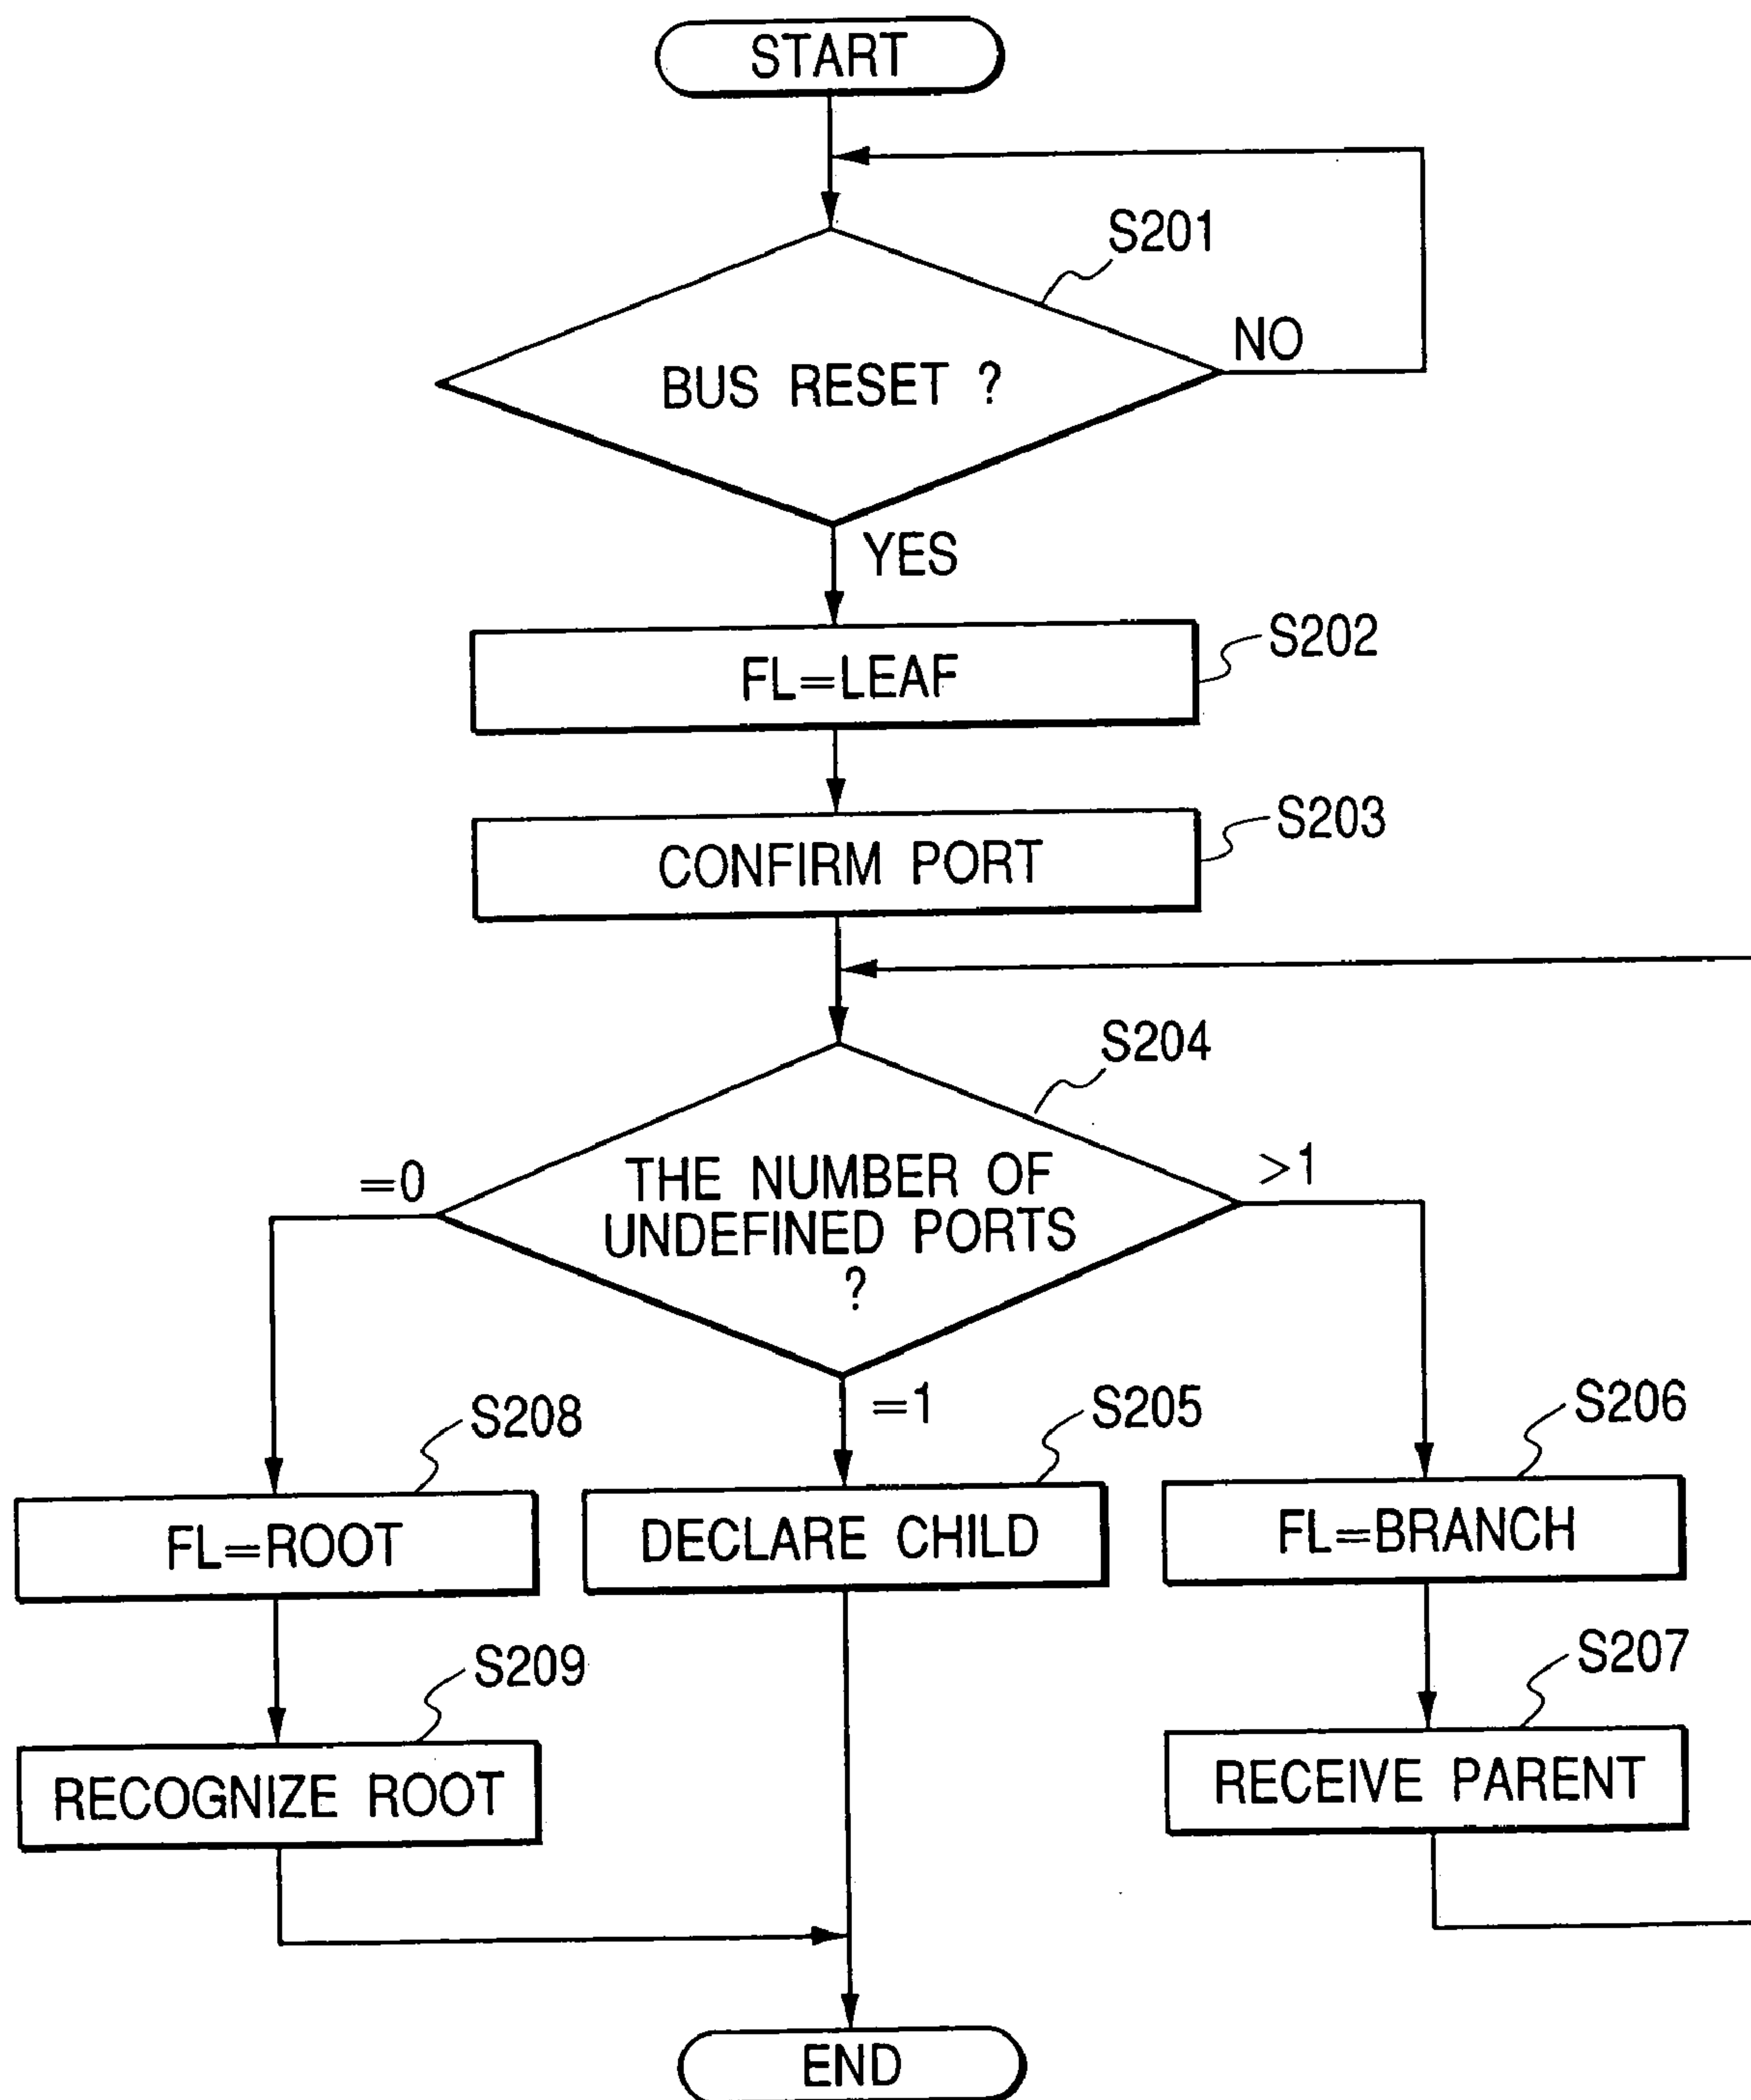 START
S201
NO
BUS RESET ?
YES
S202
FL=LEAF
S203
CONFIRM PORT
S204
=0
THE NUMBER OF
>1
UNDEFINED PORTS
?
=1
S208
S205
S206
FL=ROOT
DECLARE CHILD
FL=BRANCH
S209
S207
RECOGNIZE ROOT
RECEIVE PARENT
END